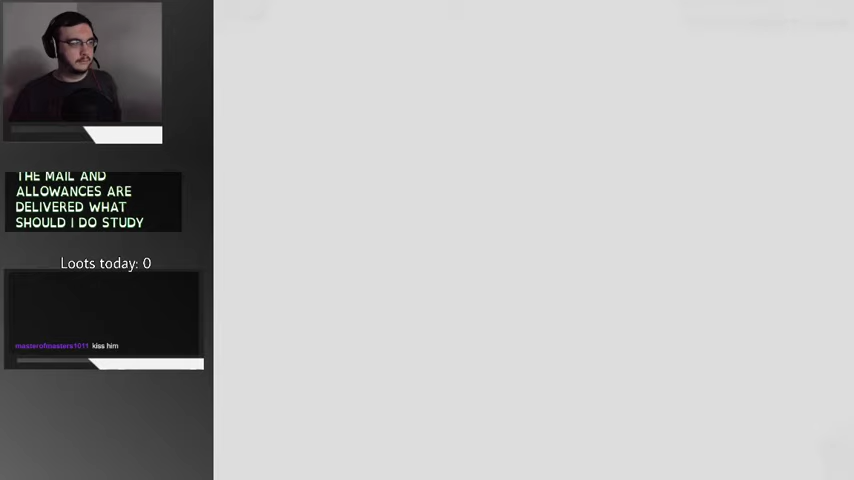 THE MAIL AND
ALLOWANCES ARE
DELIVERED WHAT
SHOULD I DO STUDY
Loots today: 0
masterofmasters1011 kiss him